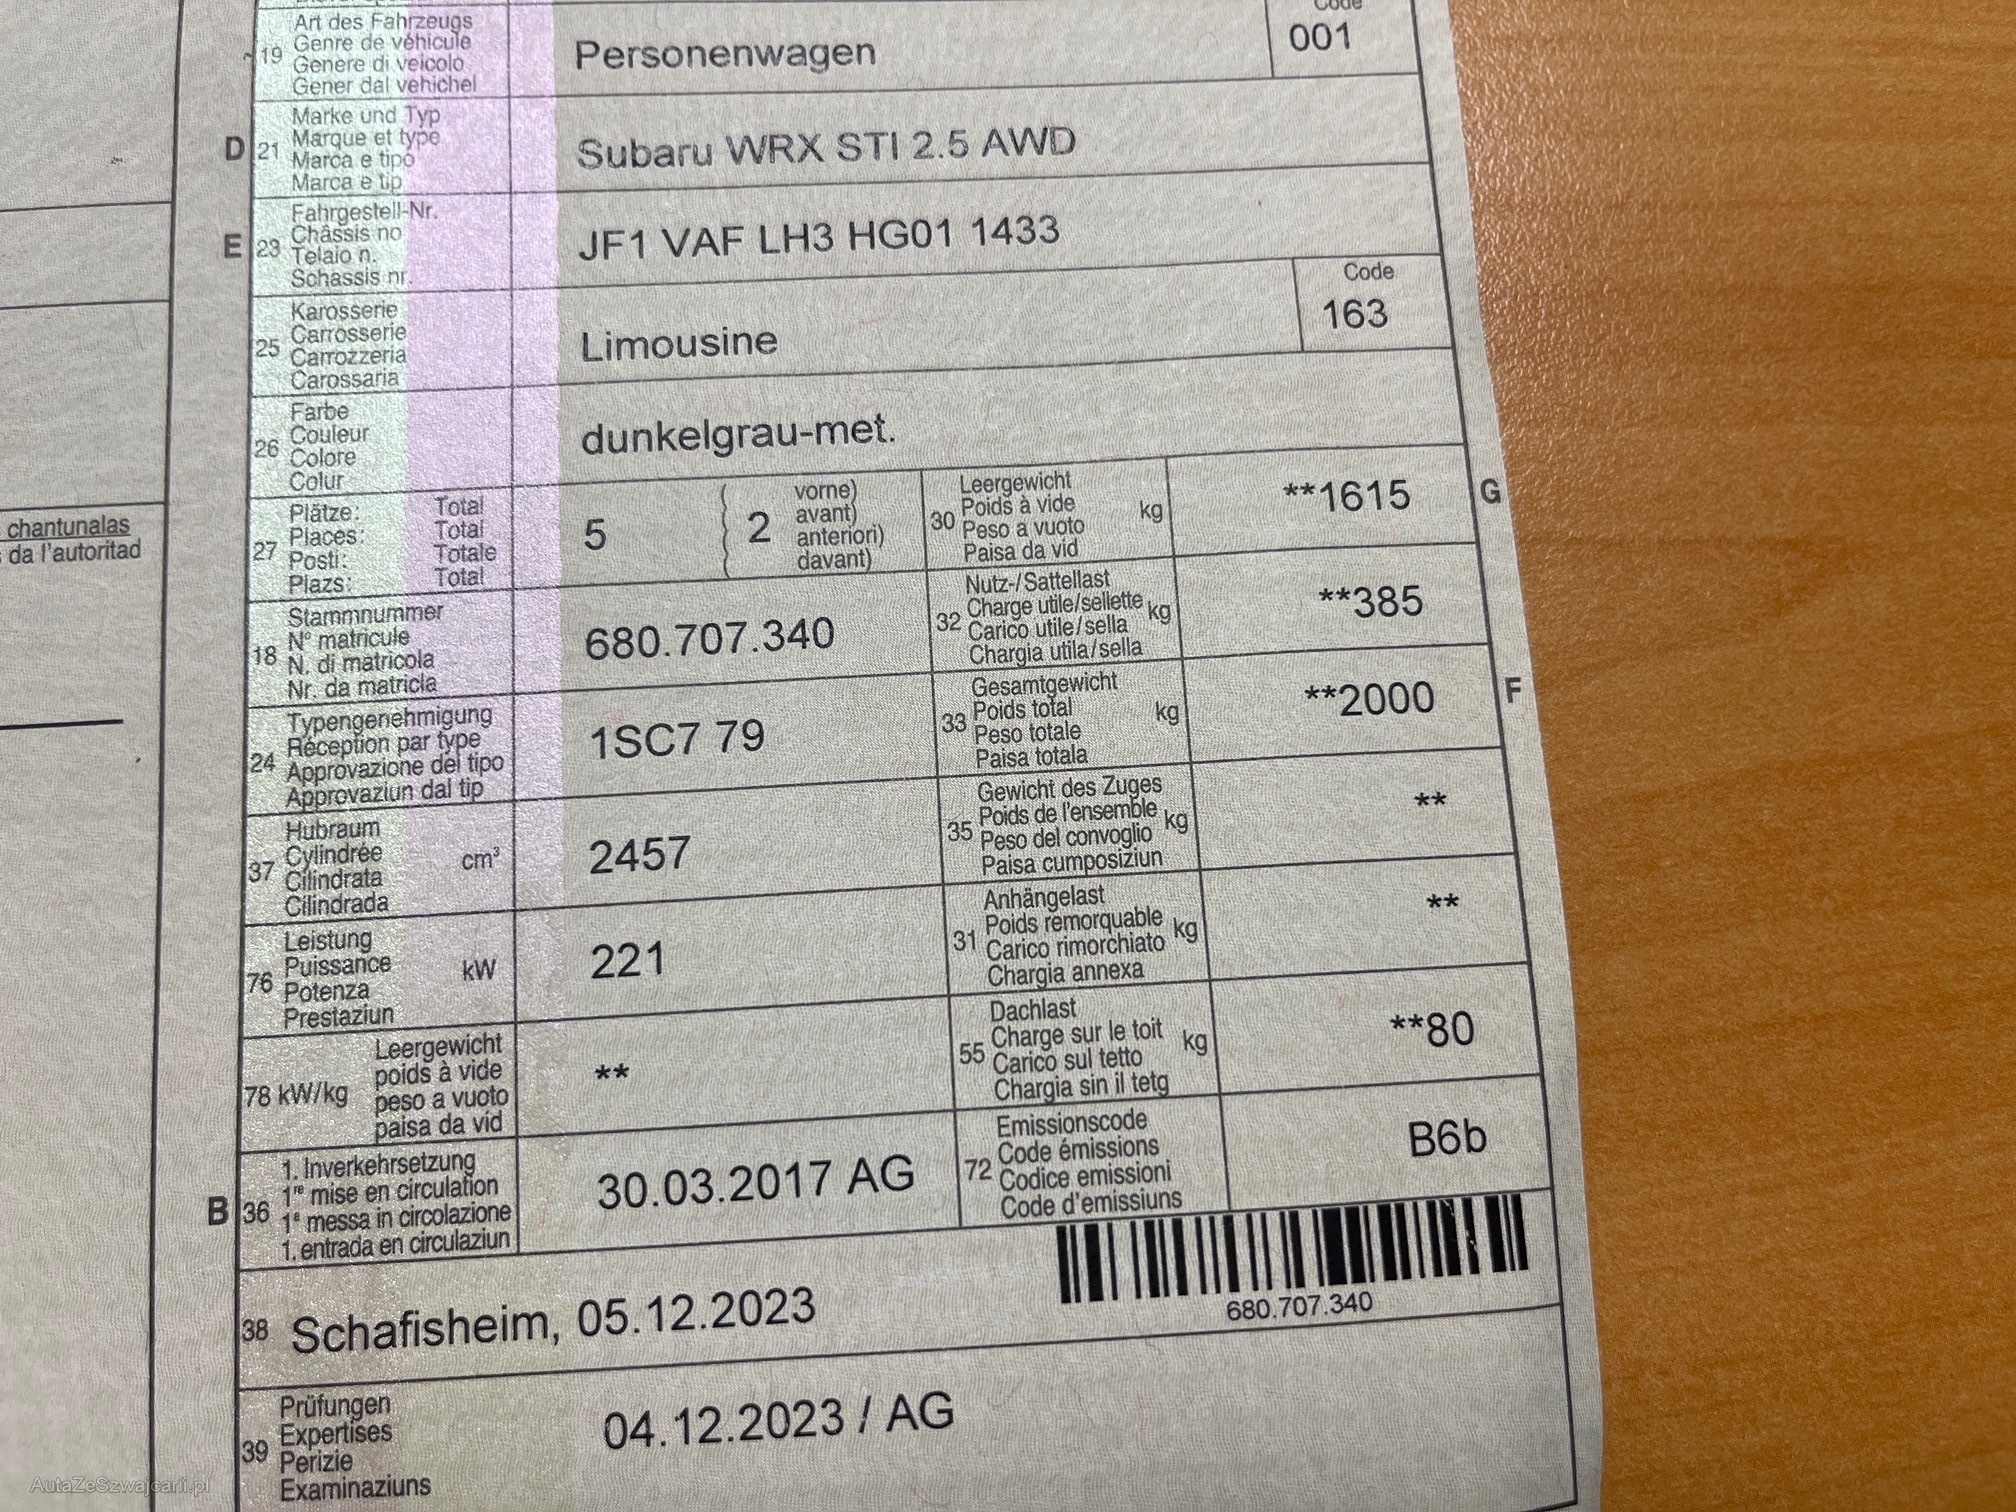 Code
19
Art des Fahrzeugs
Genre de véhicule
Genere di veicolo
Gener dal vehichel
Personenwagen
001
D
21
Marke und Typ
Marque et type
Marca e tipo
Marca e tip
Subaru WRX STI 2.5 AWD
E
23
Fahrgestell-Nr.
Châssis no
Telaio n.
Schassis nr.
JF1 VAF LH3 HG01 1433
25
Karosserie
Carrosserie
Carrozzeria
Carossaria
Limousine
Code
163
26
Farbe
Couleur
Colore
Colur
dunkelgrau-met.
chantunalas
da l'autoritad
27
Plätze: Total
Places: Total
Posti: Totale
Plazs: Total
5
2
vorne)
avant)
anteriori)
davant)
30
Leergewicht
Poids à vide
Peso a vuoto
Paisa da vid
kg
**1615
G
18
Stammnummer
N° matricule
N. di matricola
Nr. da matricla
680.707.340
32
Nutz-/Sattellast
Charge utile/sellette
Carico utile/sella
Chargia utila/sella
kg
**385
24
Typengenehmigung
Réception par type
Approvazione del tipo
Approvaziun dal tip
1SC7 79
33
Gesamtgewicht
Poids total
Peso totale
Paisa totala
kg
**2000
F
37
Hubraum
Cylindrée
Cilindrata
Cilindrada
cm³
2457
35
Gewicht des Zuges
Poids de l'ensemble
Peso del convoglio
Paisa cumposiziun
kg
**
76
Leistung
Puissance
Potenza
Prestaziun
kW
221
31
Anhängelast
Poids remorquable
Carico rimorchiato
Chargia annexa
kg
**
78 kW/kg
Leergewicht
poids à vide
peso a vuoto
paisa da vid
**
55
Dachlast
Charge sur le toit
Carico sul tetto
Chargia sin il tetg
kg
**80
B
36
1. Inverkehrsetzung
1re mise en circulation
1a messa in circolazione
1. entrada en circulaziun
30.03.2017 AG
72
Emissionscode
Code émissions
Codice emissioni
Code d'emissiuns
B6b
38
Schafisheim, 05.12.2023
680.707.340
39
Prüfungen
Expertises
Perizie
Examinaziuns
04.12.2023 / AG
AutaZeSzwajcarii.pl